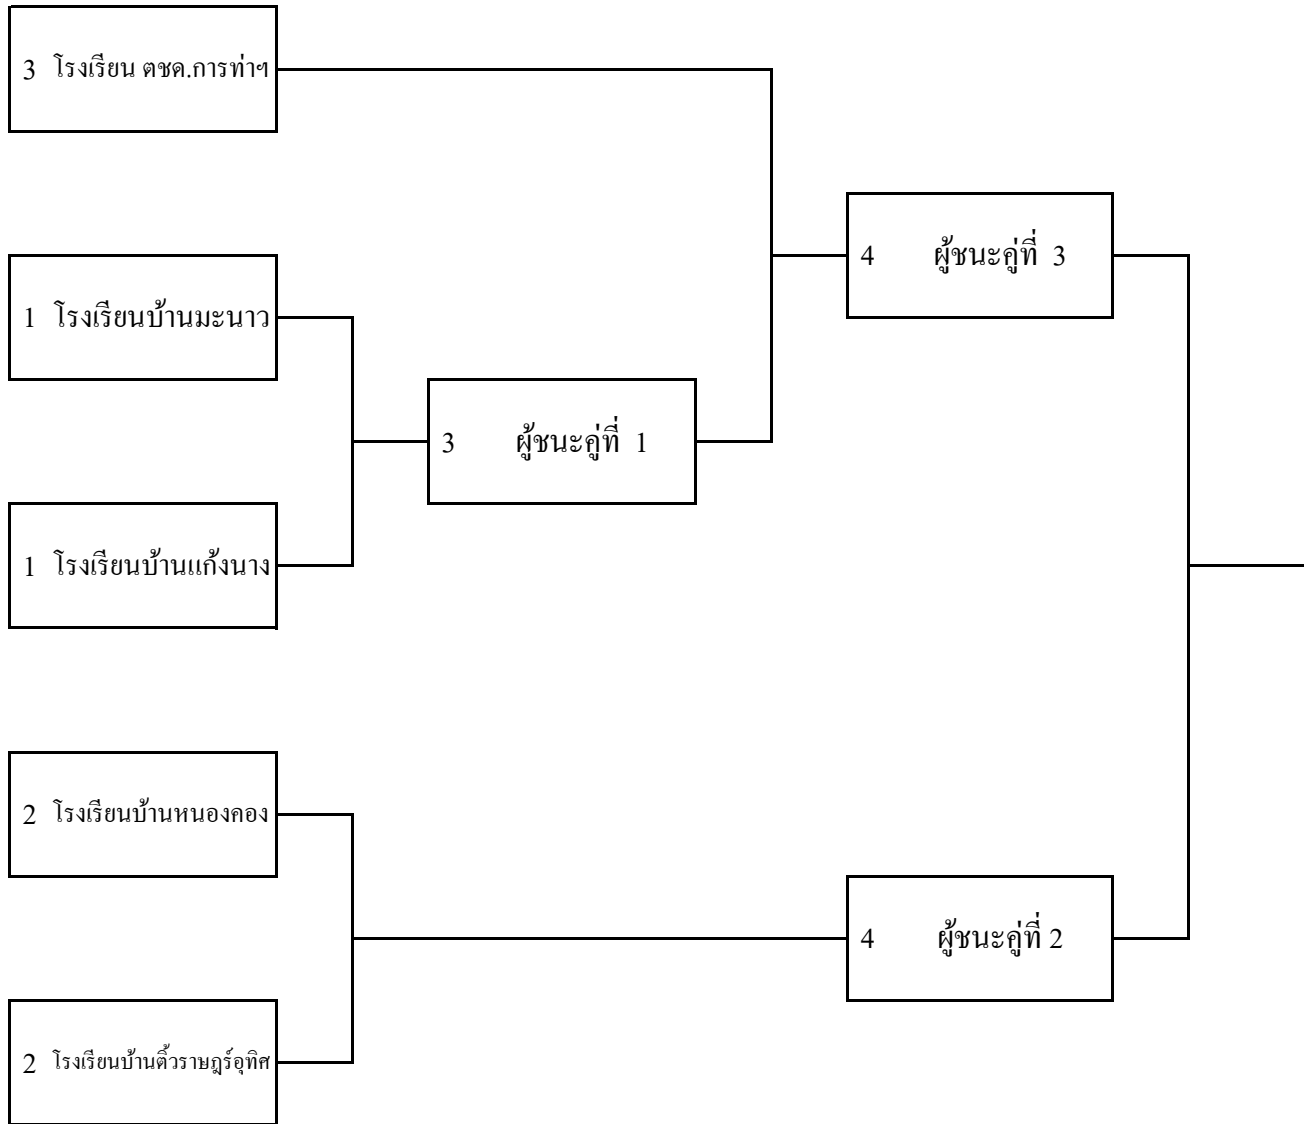 3 โรงเรียน ตชด.การท่าฯ
4 ผู้ชนะคู่ที่ 3
1 โรงเรียนบ้านมะนาว
3 ผู้ชนะคู่ที่ 1
1 โรงเรียนบ้านแก้งนาง
2 โรงเรียนบ้านหนองคอง
4 ผู้ชนะคู่ที่ 2
2 โรงเรียนบ้านติ้วราษฎร์อุทิศ